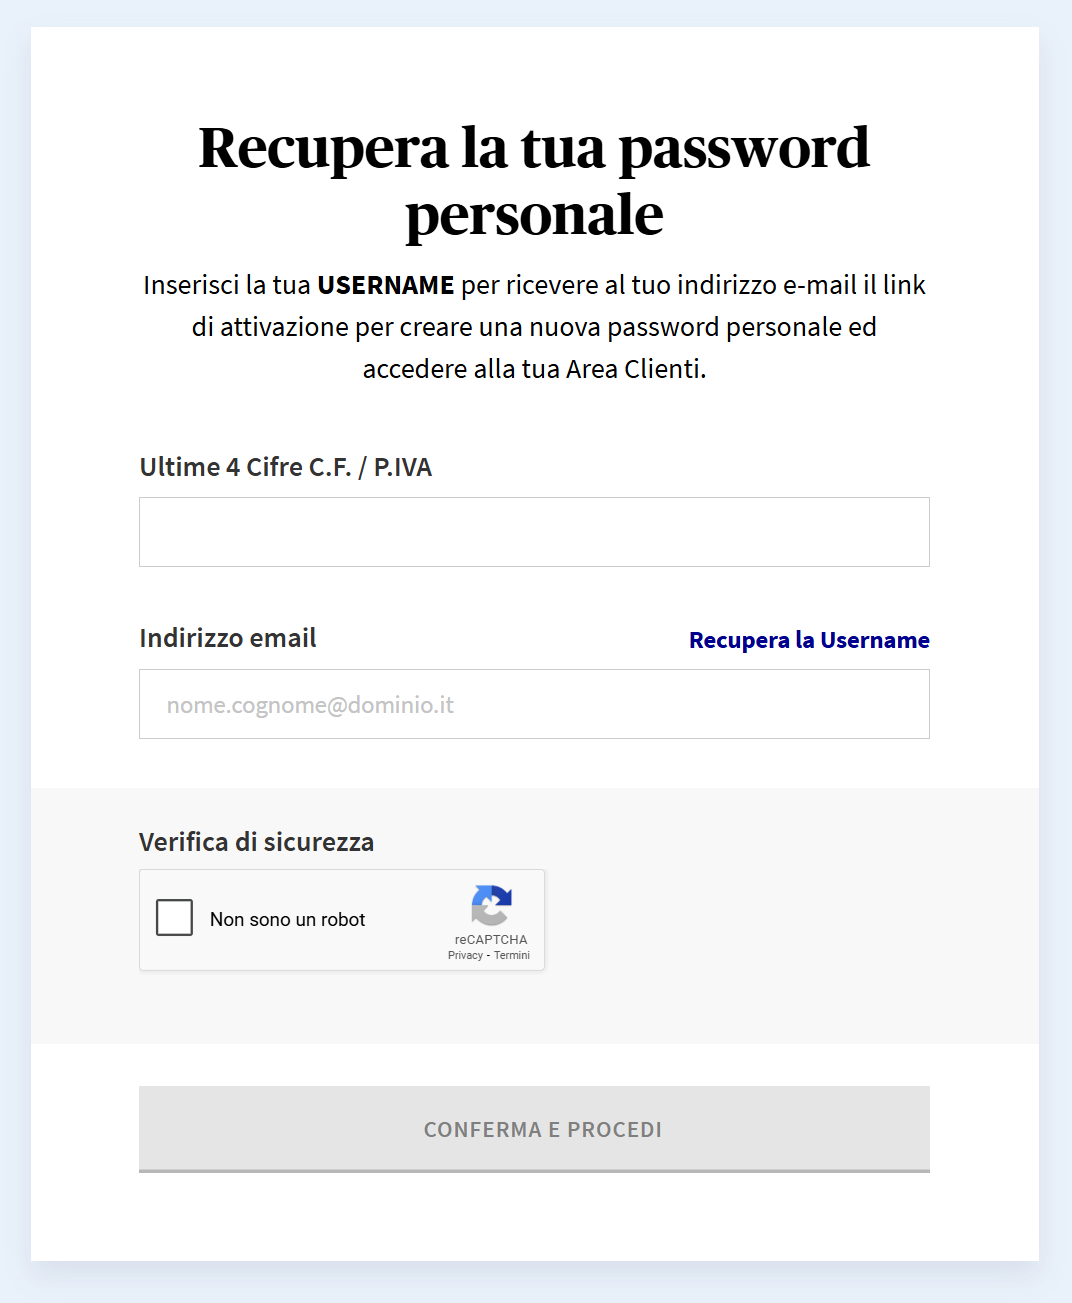 Recupera la tua password
personale
Inserisci la tua USERNAME per ricevere al tuo indirizzo e-mail il link
di attivazione per creare una nuova password personale ed
accedere alla tua Area Clienti.
Ultime 4 Cifre C.F. / P.IVA
Indirizzo email
Recupera la Username
nome.cognome@dominio.it
Verifica di sicurezza
Non sono un robot
reCAPTCHA
Privacy - Termini
CONFERMA E PROCEDI